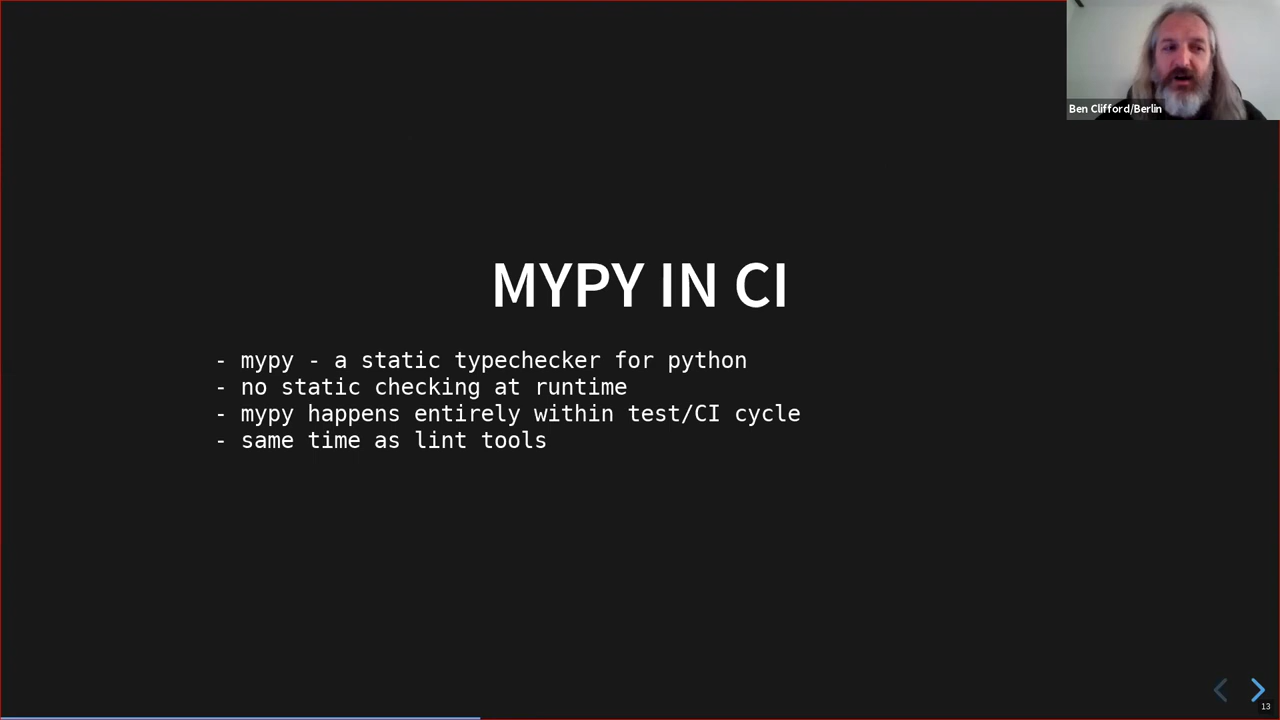 Ben Clifford/Berlin
MYPY IN CI
- mypy - a static typechecker for python
- no static checking at runtime
- mypy happens entirely within test/CI cycle
- same time as lint tools
13